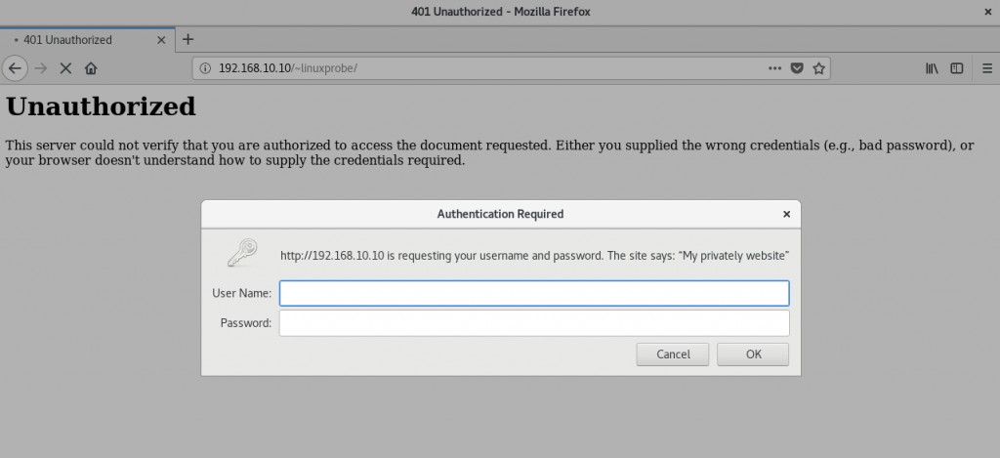 401 Unauthorized - Mozilla Firefox
401 Unauthorized
192.168.10.10/~linuxprobe/
Unauthorized
This server could not verify that you are authorized to access the document requested. Either you supplied the wrong credentials (e.g., bad password), or
your browser doesn't understand how to supply the credentials required.
Authentication Required
http://192.168.10.10 is requesting your username and password. The site says: “My privately website”
User Name:
Password:
Cancel OK